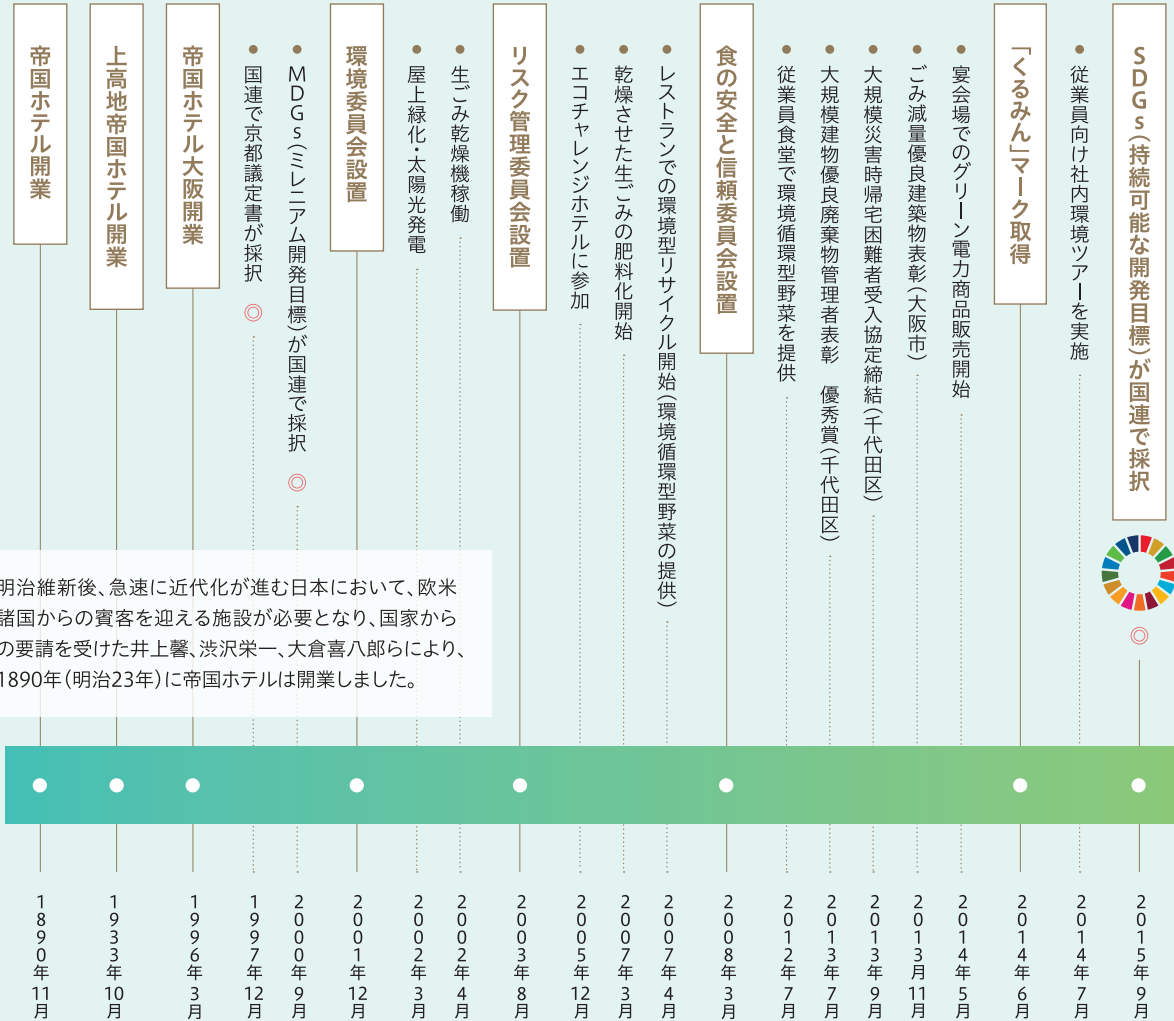 帝国ホテル開業
上高地帝国ホテル開業
帝国ホテル大阪開業
● 国連で京都議定書が採択 ◎
● MDGs(ミレニアム開発目標)が国連で採択 ◎
環境委員会設置
● 屋上緑化・太陽光発電
● 生ごみ乾燥機稼働
リスク管理委員会設置
● エコチャレンジホテルに参加
● 乾燥させた生ごみの肥料化開始
● レストランでの環境型リサイクル開始(環境循環型野菜の提供)
食の安全と信頼委員会設置
● 従業員食堂で環境循環型野菜を提供
● 大規模建物優良廃棄物管理者表彰　優秀賞(千代田区)
● 大規模災害時帰宅困難者受入協定締結(千代田区)
● ごみ減量優良建築物表彰(大阪市)
● 宴会場でのグリーン電力商品販売開始
「くるみん」マーク取得
● 従業員向け社内環境ツアーを実施
SDGs(持続可能な開発目標)が国連で採択
◎
明治維新後、急速に近代化が進む日本において、欧米
諸国からの賓客を迎える施設が必要となり、国家から
の要請を受けた井上馨、渋沢栄一、大倉喜八郎らにより、
1890年(明治23年)に帝国ホテルは開業しました。
1890年11月
1933年10月
1996年3月
1997年12月
2000年9月
2001年12月
2002年3月
2002年4月
2003年8月
2005年12月
2007年3月
2007年4月
2008年3月
2012年7月
2013年7月
2013年9月
2013月11月
2014年5月
2014年6月
2014年7月
2015年9月